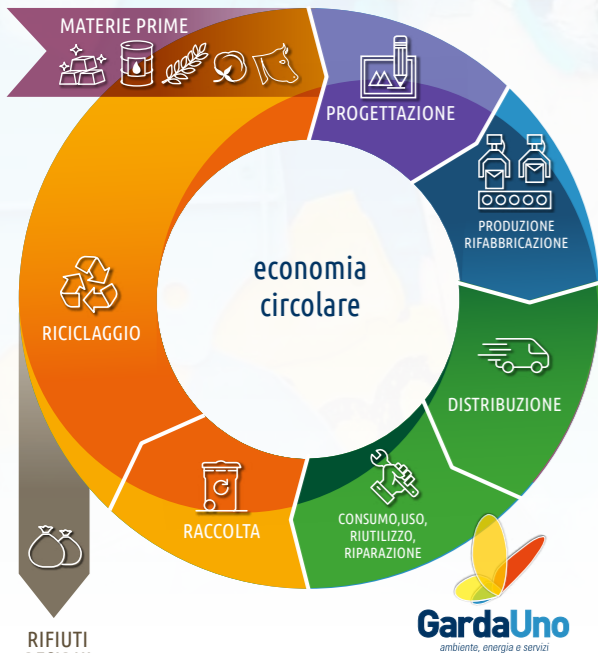 MATERIE PRIME
PROGETTAZIONE
PRODUZIONE
RIFABBRICAZIONE
economia
circolare
RICICLAGGIO
DISTRIBUZIONE
CONSUMO,USO,
RIUTILIZZO,
RIPARAZIONE
RACCOLTA
RIFIUTI
GardaUno
ambiente, energia e servizi